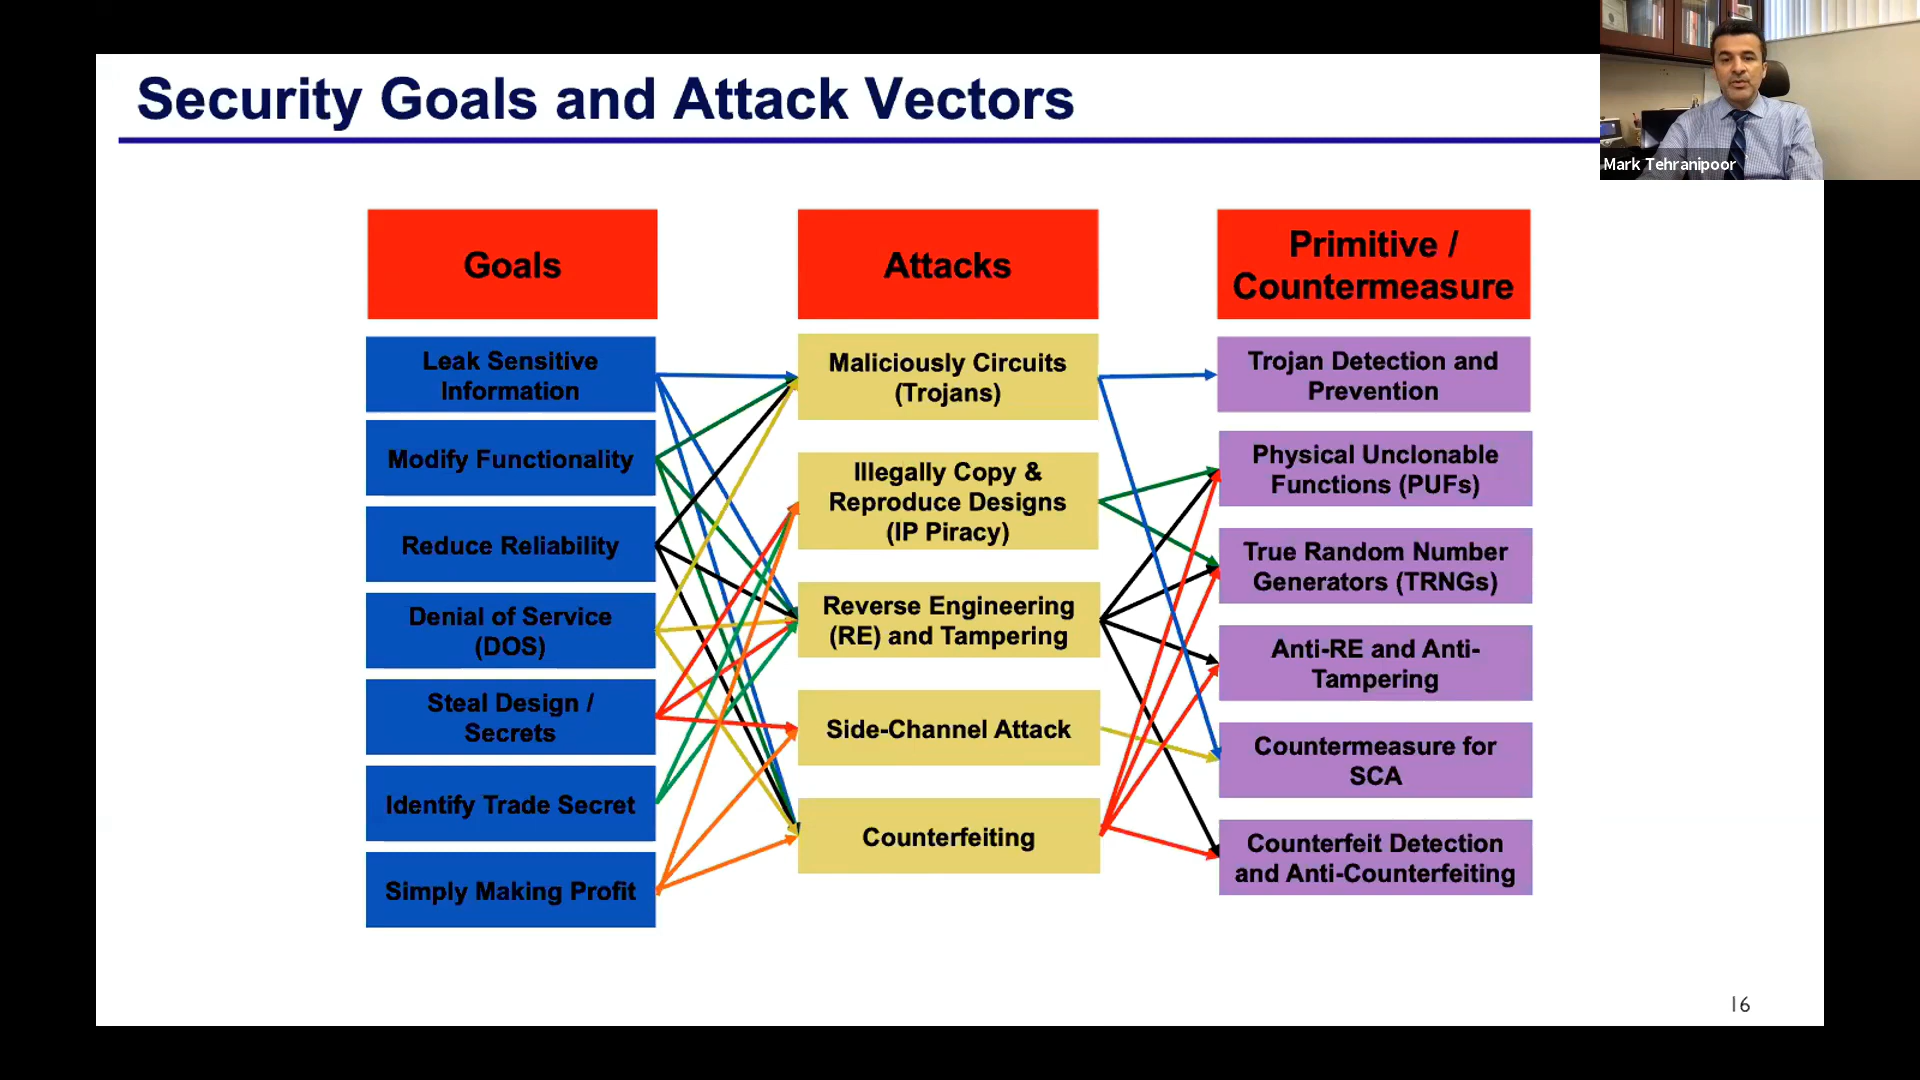 Security Goals and Attack Vectors
Mark Tehranipoor
Goals
Attacks
Primitive /
Countermeasure
Leak Sensitive
Information
Modify Functionality
Reduce Reliability
Denial of Service
(DOS)
Steal Design /
Secrets
Identify Trade Secret
Simply Making Profit
Maliciously Circuits
(Trojans)
Illegally Copy &
Reproduce Designs
(IP Piracy)
Reverse Engineering
(RE) and Tampering
Side-Channel Attack
Counterfeiting
Trojan Detection and
Prevention
Physical Unclonable
Functions (PUFs)
True Random Number
Generators (TRNGs)
Anti-RE and Anti-
Tampering
Countermeasure for
SCA
Counterfeit Detection
and Anti-Counterfeiting
16